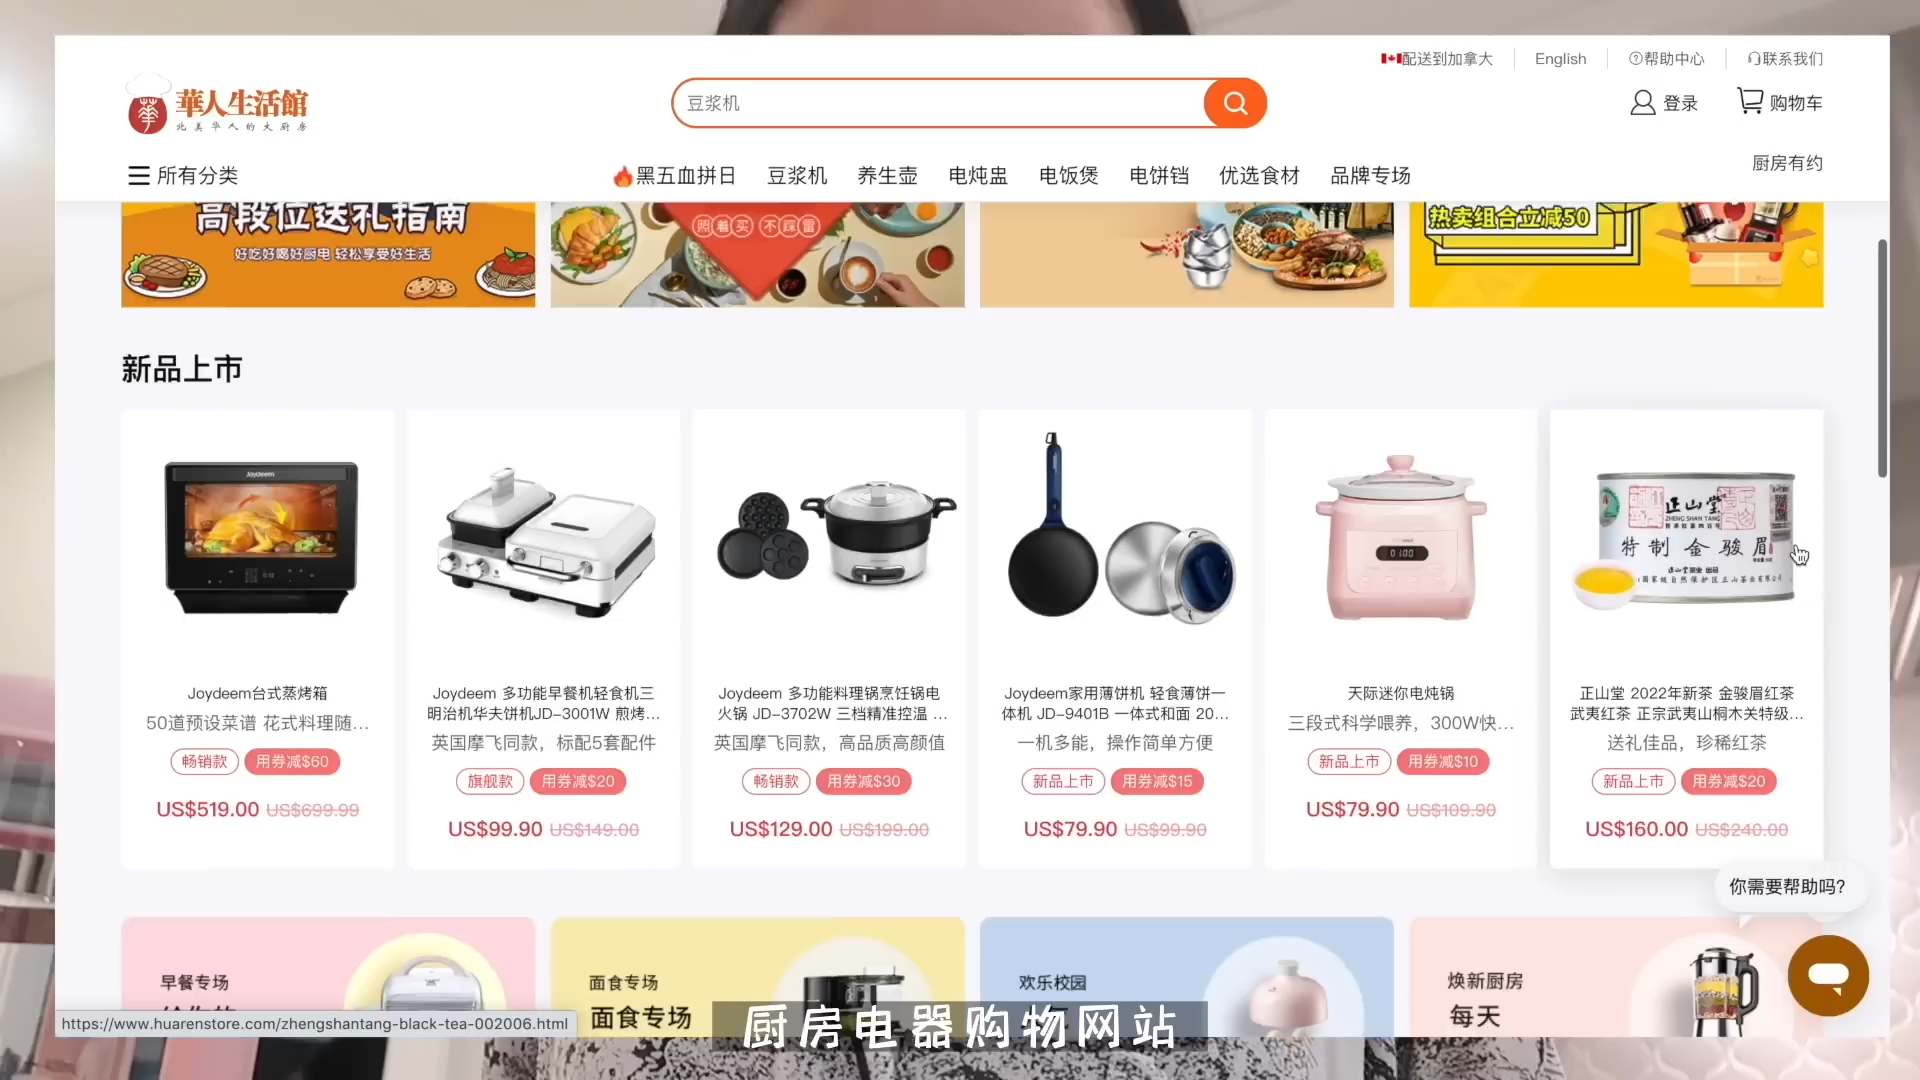 配送到加拿大
English
帮助中心
联系我们
華人生活館
北美华人的大厨房
豆浆机
登录
购物车
所有分类
黑五血拼日
豆浆机
养生壶
电炖盅
电饭煲
电饼铛
优选食材
品牌专场
厨房有约
高段位送礼指南
好吃好喝好厨电 轻松享受好生活
照着买 不踩雷
热卖组合立减50
新品上市
Joydeem
0100
正山堂
ZHENG SHAN TANG
特制金骏眉
Joydeem台式蒸烤箱
50道预设菜谱 花式料理随...
畅销款 用券减$60
US$519.00 US$699.99
Joydeem 多功能早餐机轻食机三
明治机华夫饼机JD-3001W 煎烤...
英国摩飞同款，标配5套配件
旗舰款 用券减$20
US$99.90 US$149.00
Joydeem 多功能料理锅烹饪锅电
火锅 JD-3702W 三档精准控温 ...
英国摩飞同款，高品质高颜值
畅销款 用券减$30
US$129.00 US$199.00
Joydeem家用薄饼机 轻食薄饼一
体机 JD-9401B 一体式和面 20...
一机多能，操作简单方便
新品上市 用券减$15
US$79.90 US$99.90
天际迷你电炖锅
三段式科学喂养，300W快...
新品上市 用券减$10
US$79.90 US$109.90
正山堂 2022年新茶 金骏眉红茶
武夷红茶 正宗武夷山桐木关特级...
送礼佳品，珍稀红茶
新品上市 用券减$20
US$160.00 US$240.00
你需要帮助吗?
早餐专场
面食专场
面食专场
欢乐校园
焕新厨房
每天
https://www.huarenstore.com/zhengshantang-black-tea-002006.html
厨房电器购物网站